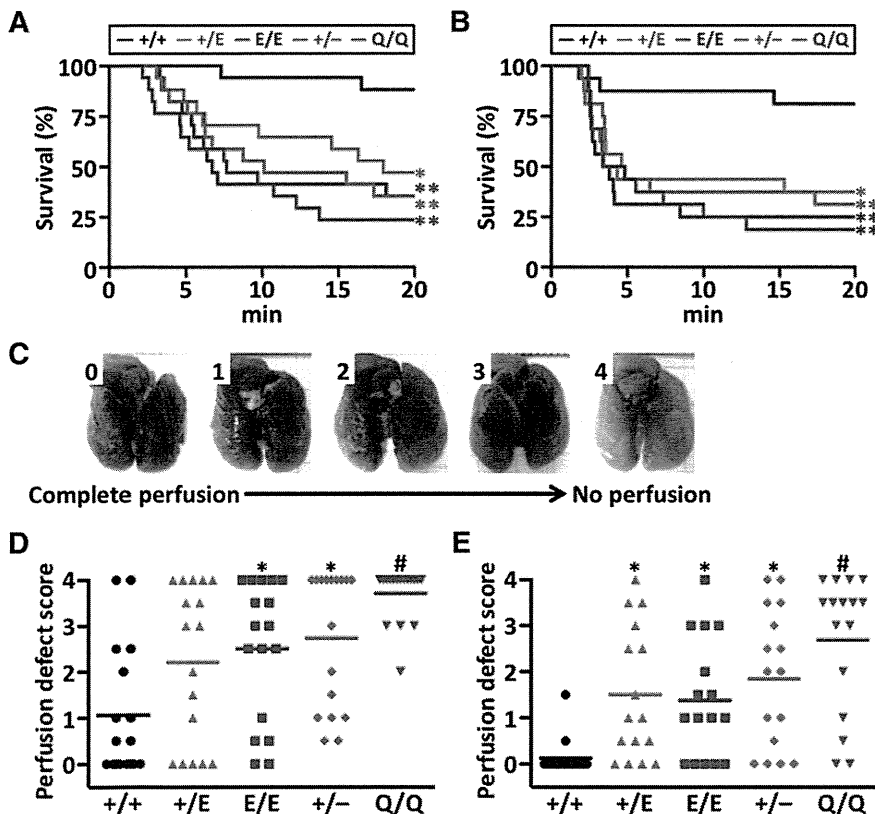 A
— +/+ — +/E — E/E — +/− — Q/Q
Survival (%)
100
75
50
25
0
*
**
**
**
0 5 10 15 20
min
B
— +/+ — +/E — E/E — +/− — Q/Q
Survival (%)
100
75
50
25
0
*
**
**
**
0 5 10 15 20
min
C
0 1 2 3 4
Complete perfusion
No perfusion
D
Perfusion defect score
4
3
2
1
0
* * #
+/+ +/E E/E +/− Q/Q
E
Perfusion defect score
4
3
2
1
0
* * * #
+/+ +/E E/E +/− Q/Q